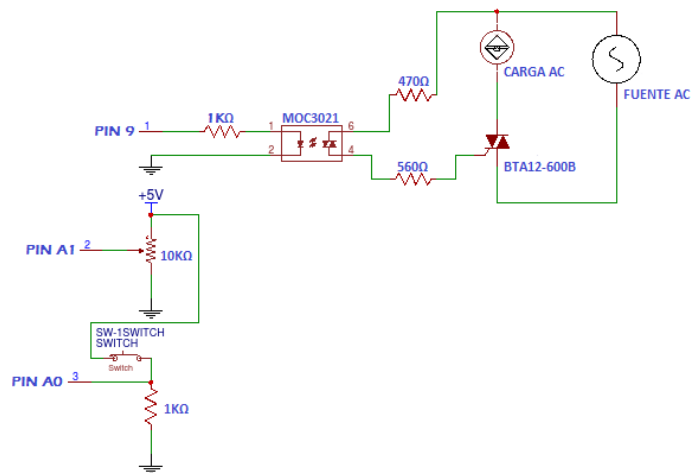 470Ω
CARGA AC
FUENTE AC
1KΩ
MOC3021
PIN 9
1
1
6
2
4
560Ω
BTA12-600B
+5V
PIN A1
2
10KΩ
SW-1SWITCH
SWITCH
Switch
PIN A0
3
1KΩ